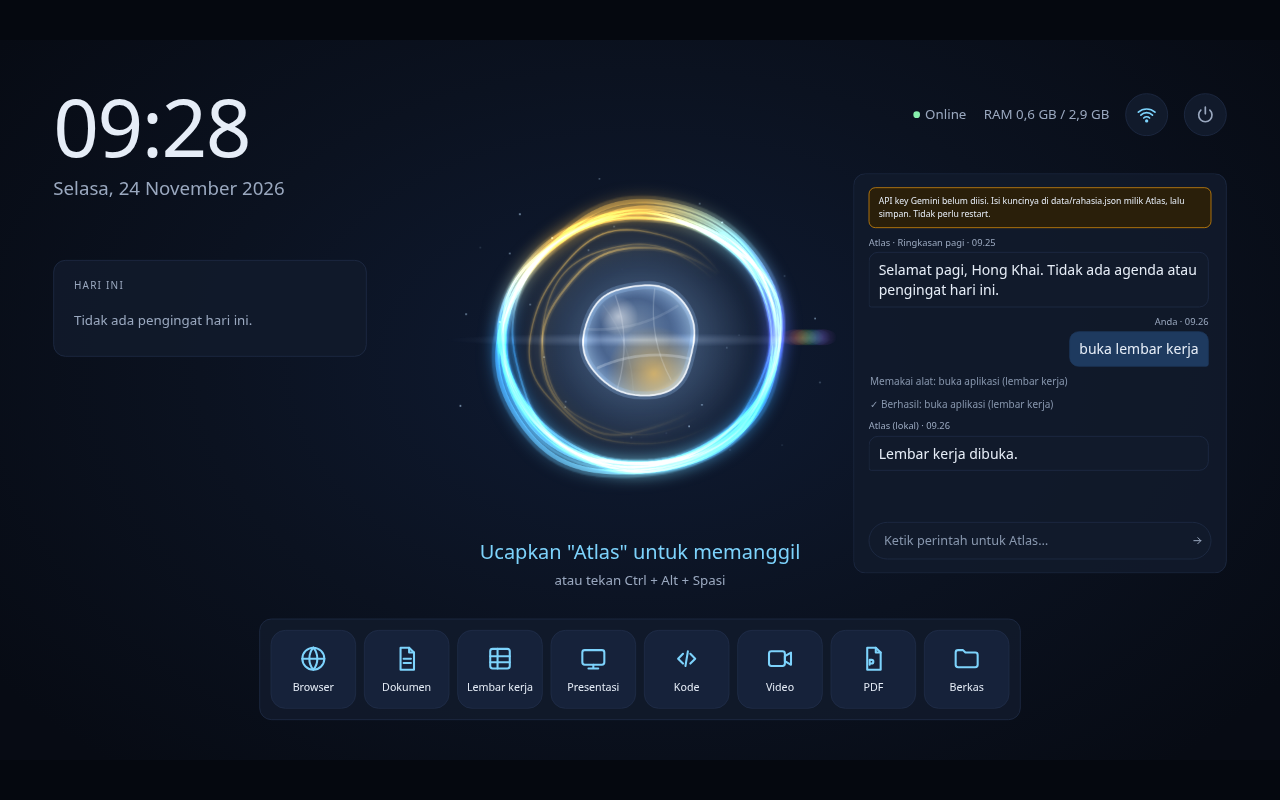 09:28
Selasa, 24 November 2026
Online
RAM 0,6 GB / 2,9 GB
HARI INI
Tidak ada pengingat hari ini.
API key Gemini belum diisi. Isi kuncinya di data/rahasia.json milik Atlas, lalu
simpan. Tidak perlu restart.
Atlas · Ringkasan pagi · 09.25
Selamat pagi, Hong Khai. Tidak ada agenda atau
pengingat hari ini.
Anda · 09.26
buka lembar kerja
Memakai alat: buka aplikasi (lembar kerja)
✓ Berhasil: buka aplikasi (lembar kerja)
Atlas (lokal) · 09.26
Lembar kerja dibuka.
Ketik perintah untuk Atlas...
Ucapkan "Atlas" untuk memanggil
atau tekan Ctrl + Alt + Spasi
Browser
Dokumen
Lembar kerja
Presentasi
Kode
Video
PDF
Berkas